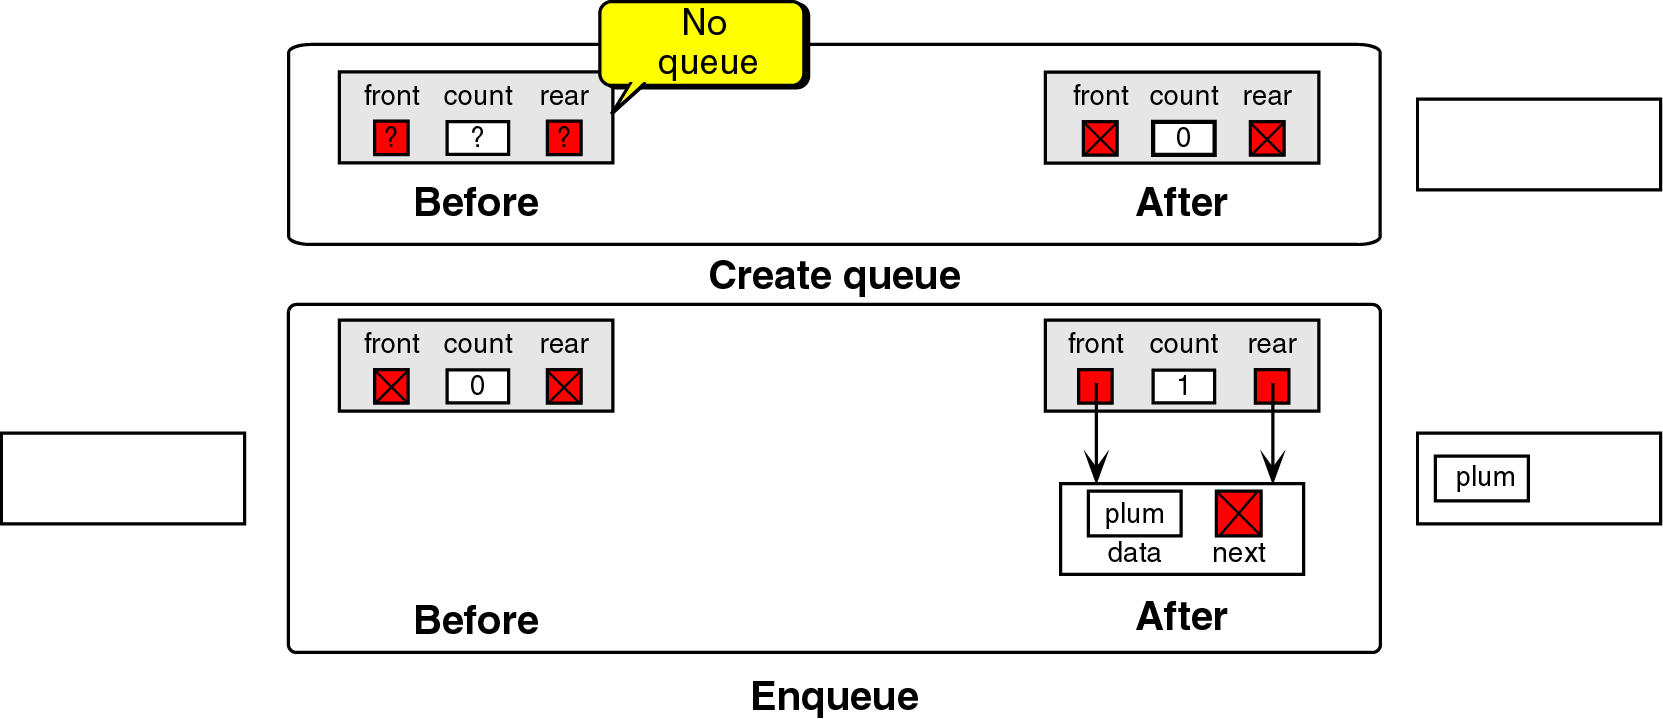 No
queue
front count rear
? ? ?
Before
front count rear
0
After
Create queue
front count rear
0
Before
front count rear
1
plum
data next
After
plum
Enqueue